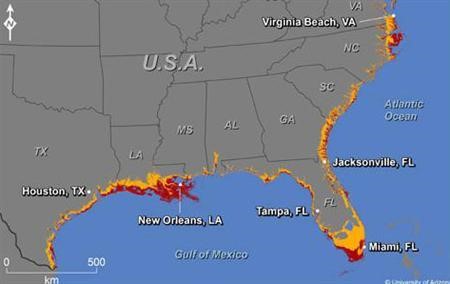 VA
Virginia Beach, VA
N
NC
U.S.A.
SC
Atlantic
Ocean
MS
AL
GA
TX
LA
Jacksonville, FL
Houston, TX
FL
New Orleans, LA
Tampa, FL
Miami, FL
Gulf of Mexico
0
500
km
© University of Arizona